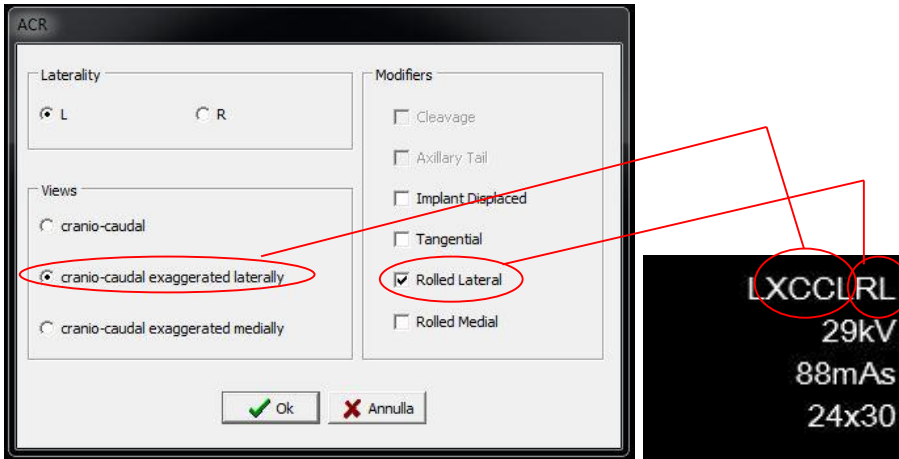 ACR
Laterality
L
R
Views
cranio-caudal
cranio-caudal exaggerated laterally
cranio-caudal exaggerated medially
Modifiers
Cleavage
Axillary Tail
Implant Displaced
Tangential
Rolled Lateral
Rolled Medial
Ok
Annulla
LXCCLRL
29kV
88mAs
24x30